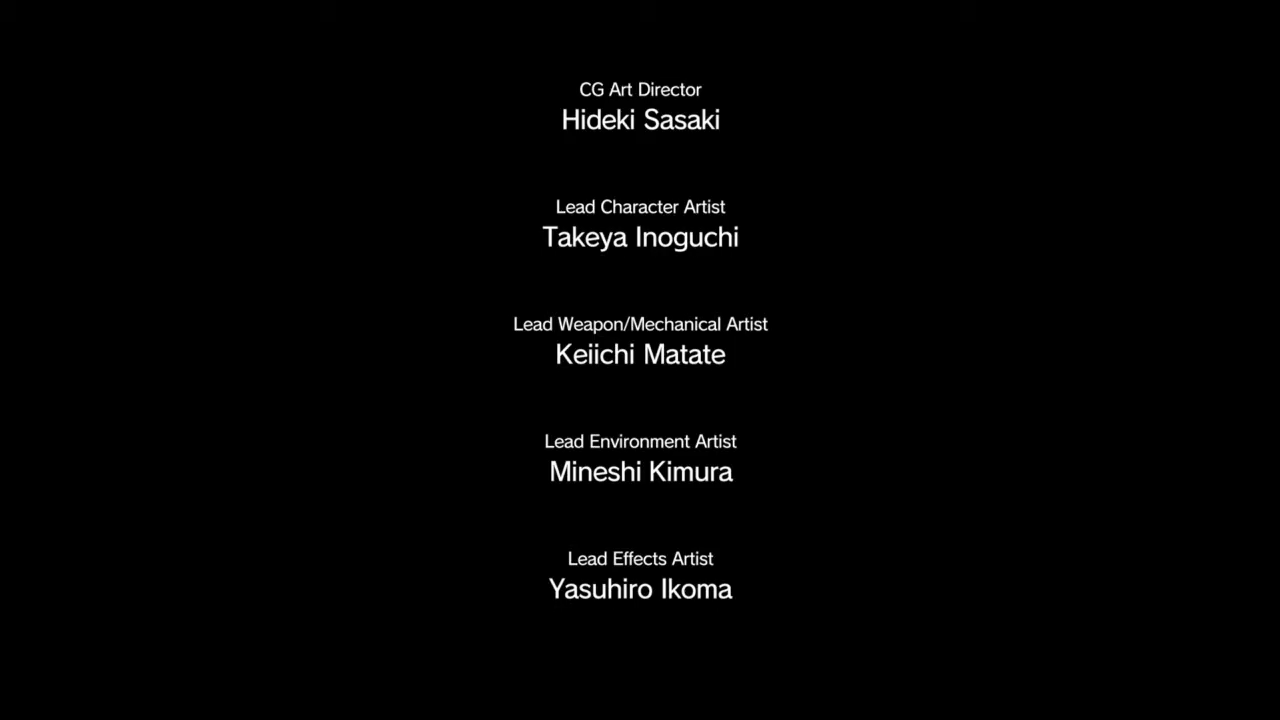 CG Art Director
Hideki Sasaki
Lead Character Artist
Takeya Inoguchi
Lead Weapon/Mechanical Artist
Keiichi Matate
Lead Environment Artist
Mineshi Kimura
Lead Effects Artist
Yasuhiro Ikoma